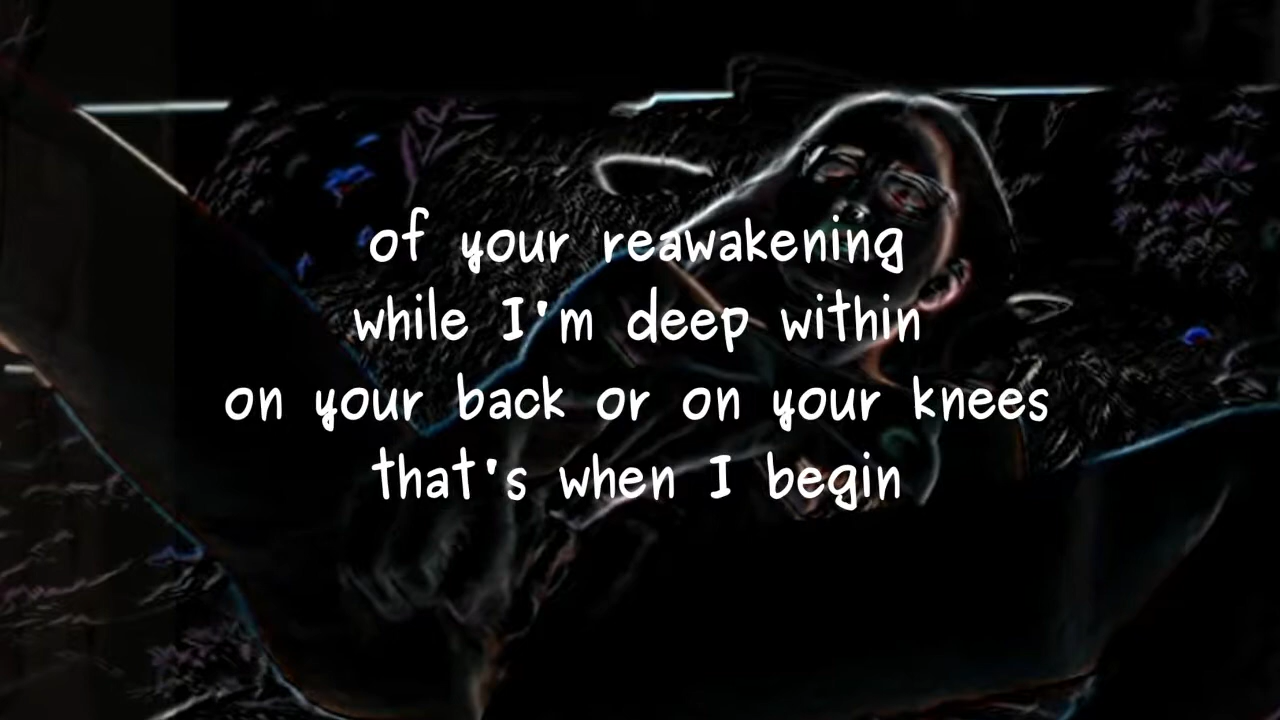 of your reawakening
while I'm deep within
on your back or on your knees
that's when I begin